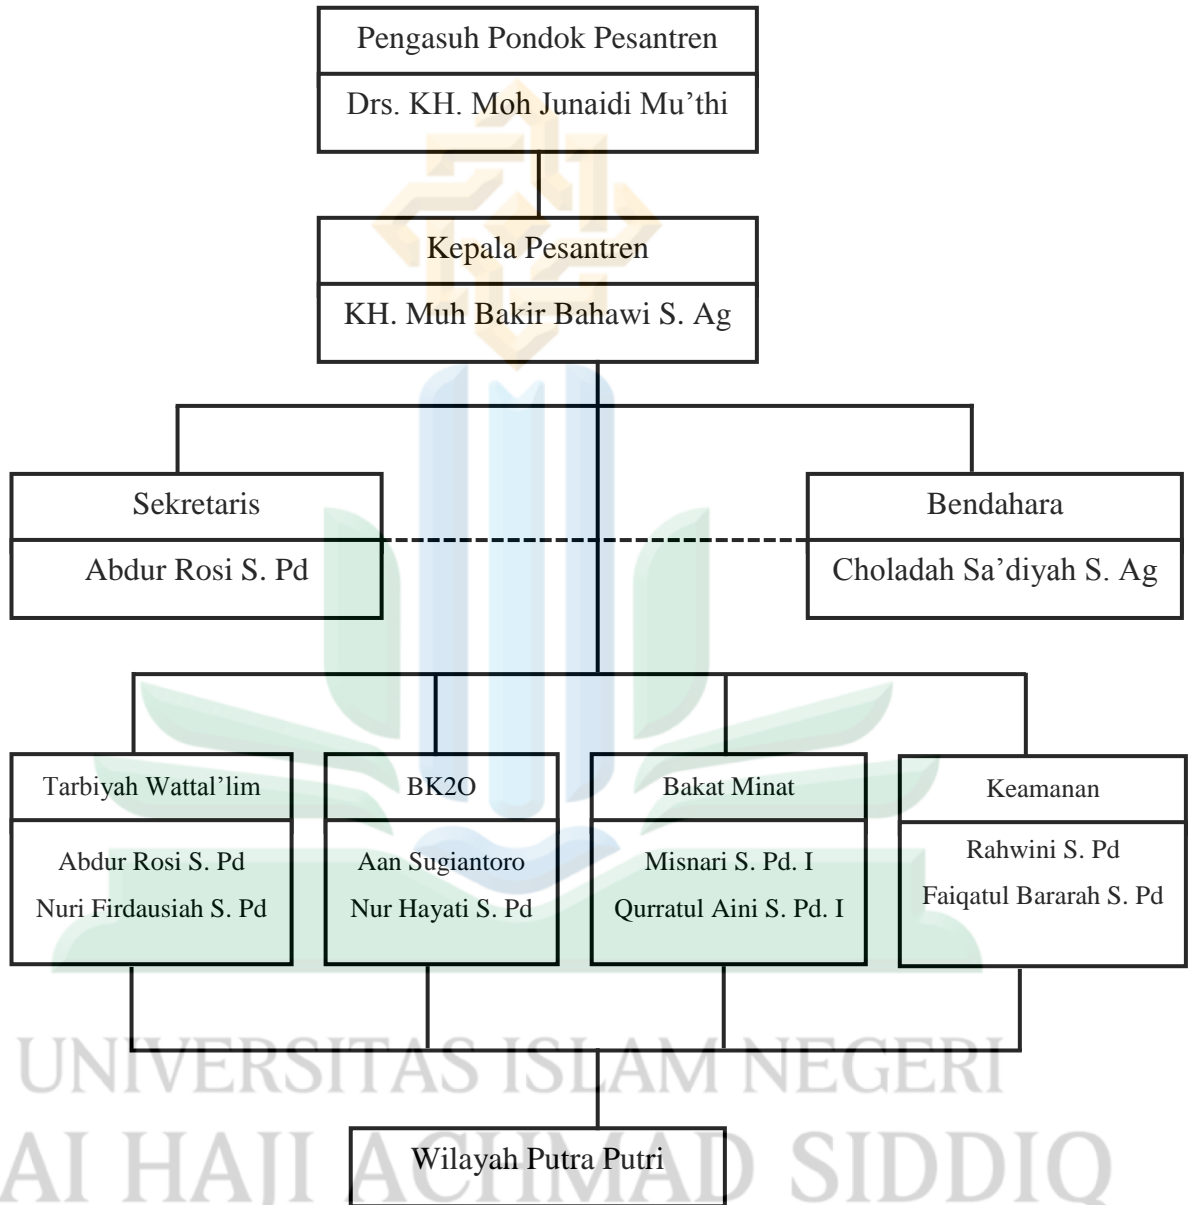 Pengasuh Pondok Pesantren
Drs. KH. Moh Junaidi Mu’thi
Kepala Pesantren
KH. Muh Bakir Bahawi S. Ag
Sekretaris
Abdur Rosi S. Pd
Bendahara
Choladah Sa’diyah S. Ag
Tarbiyah Wattal’lim
Abdur Rosi S. Pd
Nuri Firdausiah S. Pd
BK2O
Aan Sugiantoro
Nur Hayati S. Pd
Bakat Minat
Misnari S. Pd. I
Qurratul Aini S. Pd. I
Keamanan
Rahwini S. Pd
Faiqatul Bararah S. Pd
UNIVERSITAS ISLAM NEGERI
Wilayah Putra Putri
AI HAJI ACHMAD SIDDIQ